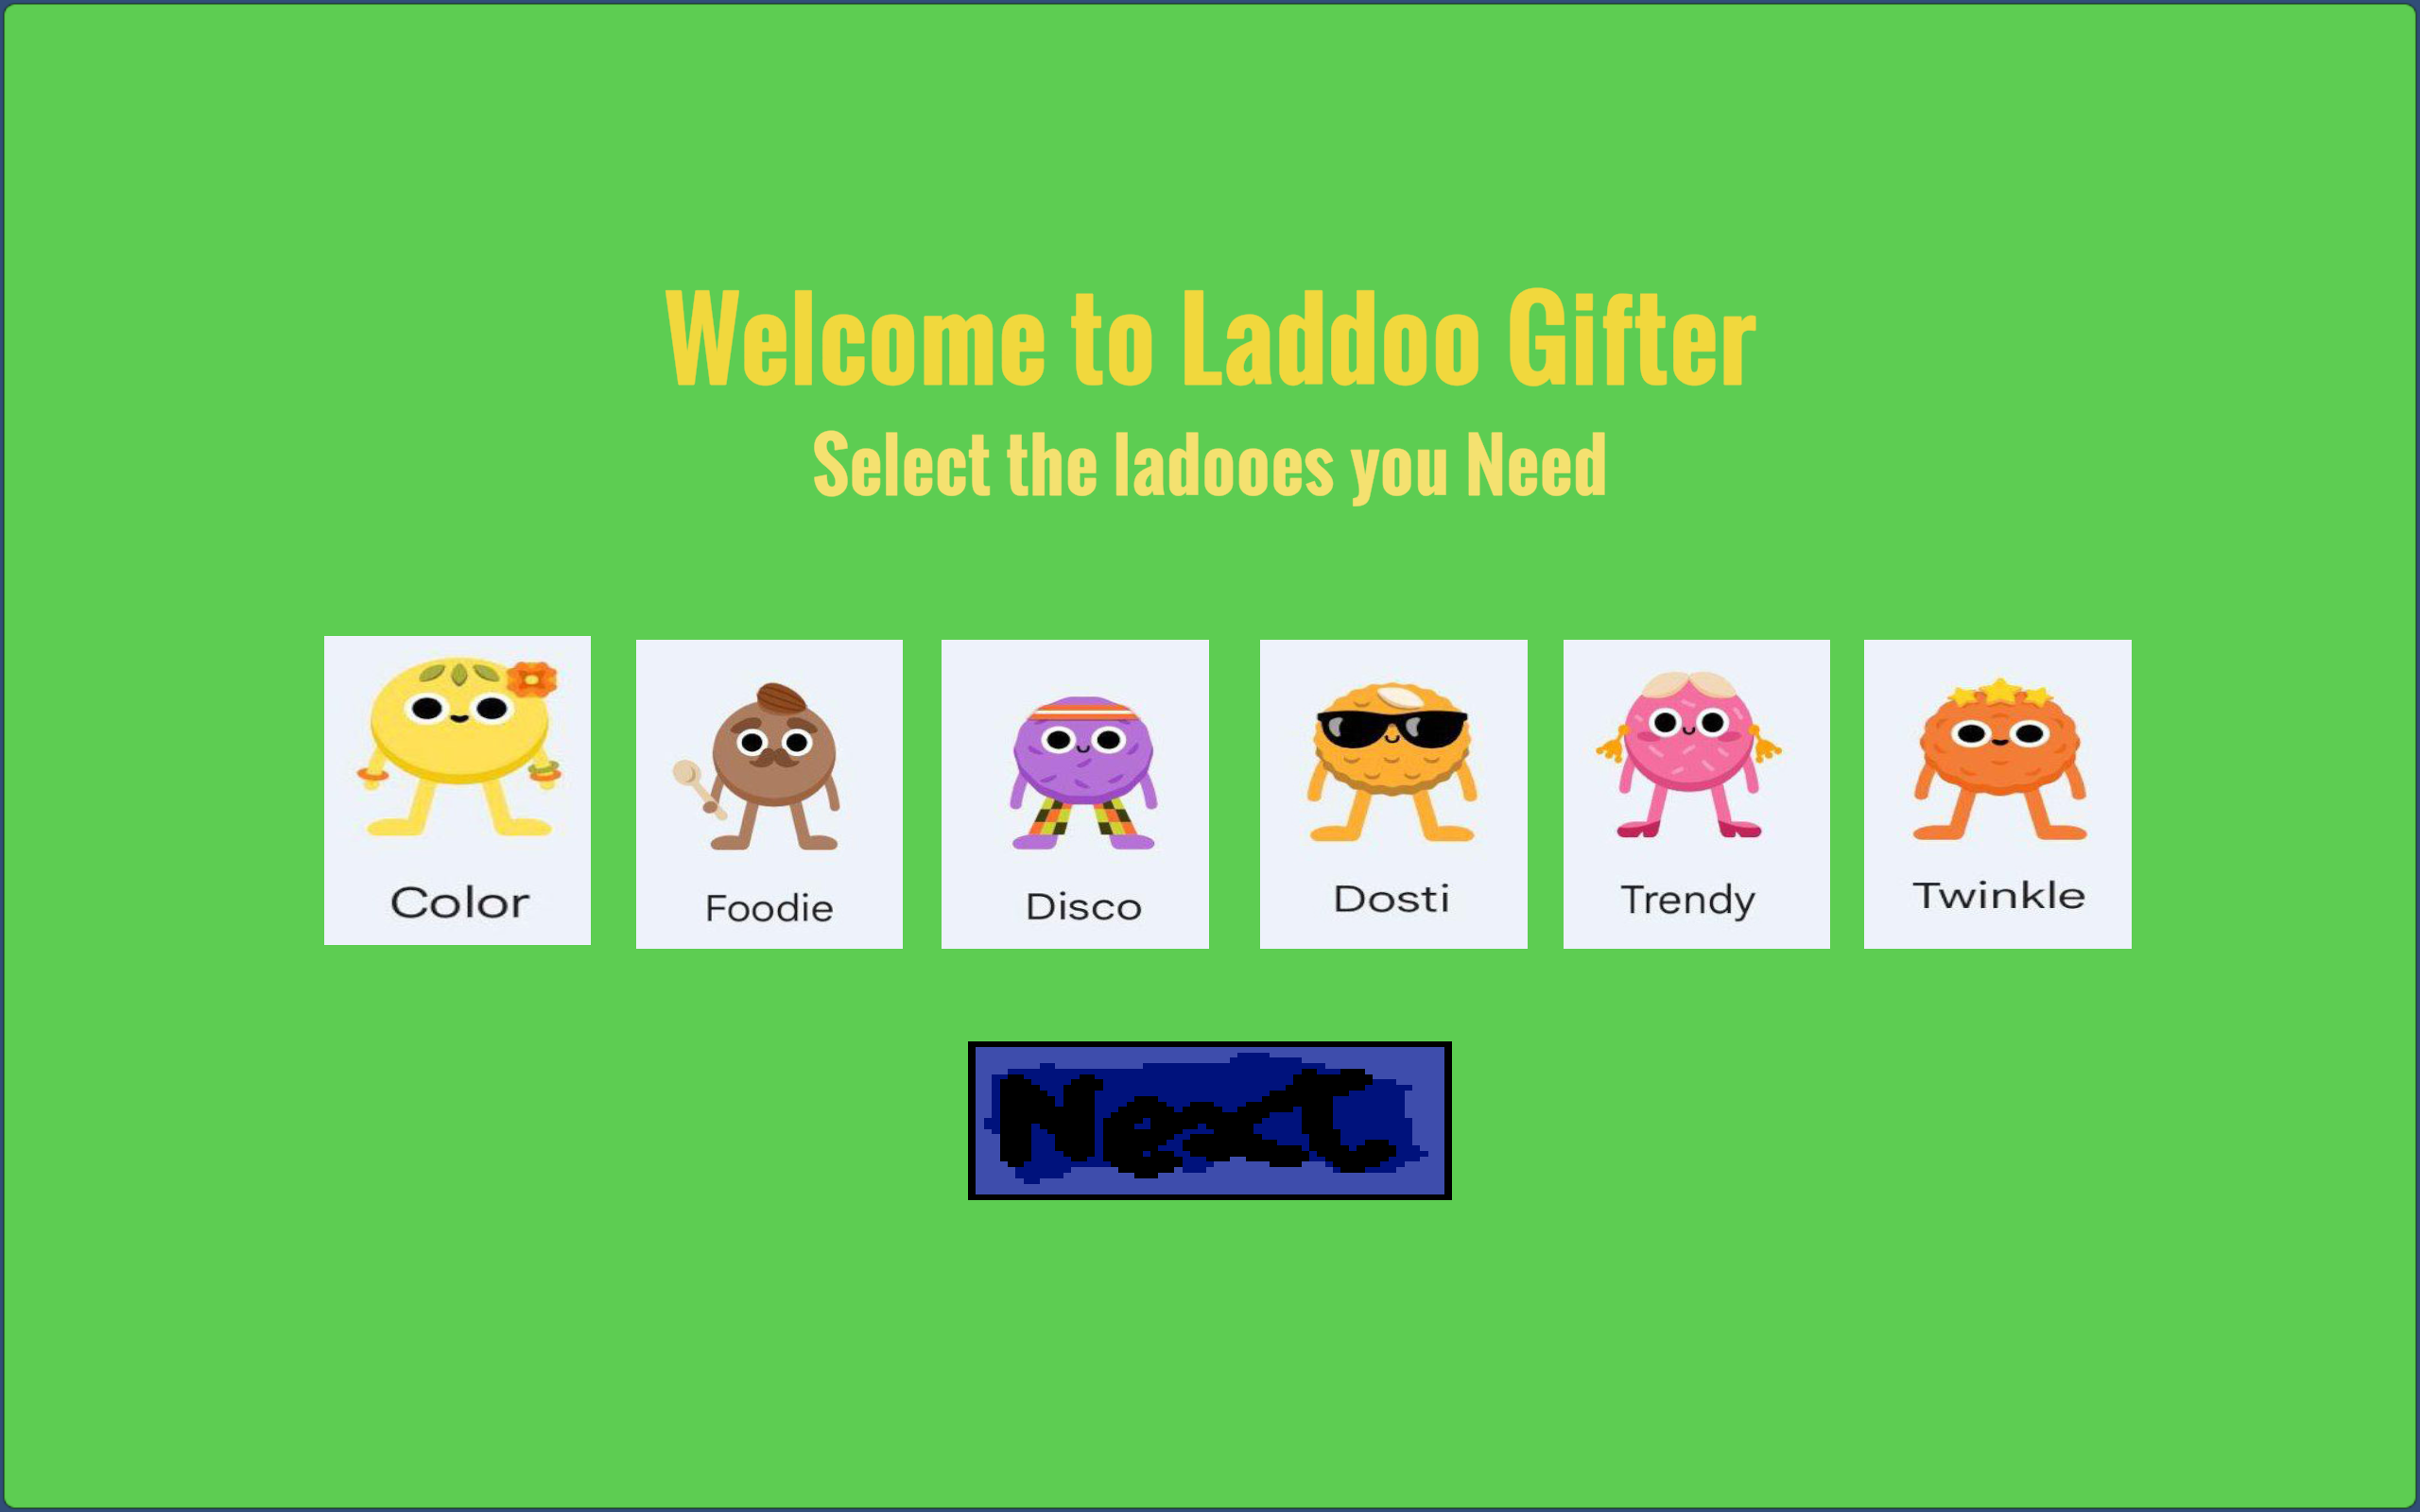 Welcome to Laddoo Gifter
Select the ladooes you Need
Color Foodie Disco Dosti Trendy Twinkle
Next